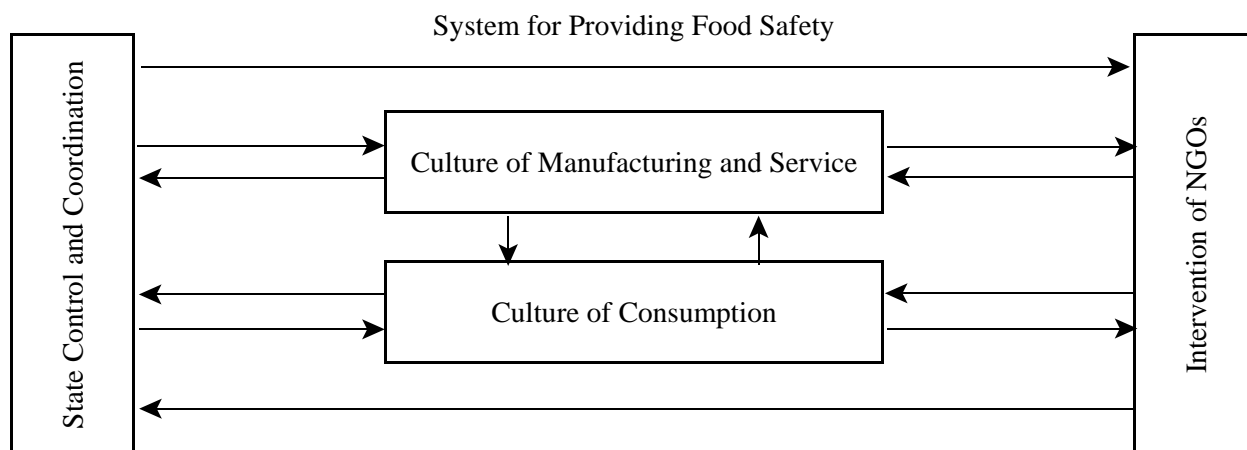 System for Providing Food Safety
State Control and Coordination
Culture of Manufacturing and Service
Culture of Consumption
Intervention of NGOs